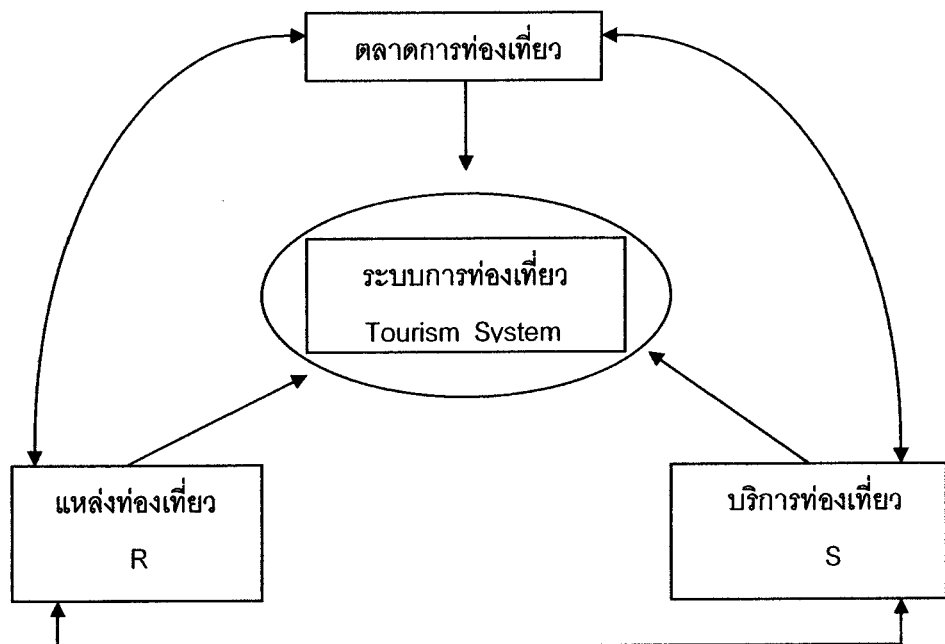 ตลาดการท่องเที่ยว
ระบบการท่องเที่ยว
Tourism System
แหล่งท่องเที่ยว
R
บริการท่องเที่ยว
S